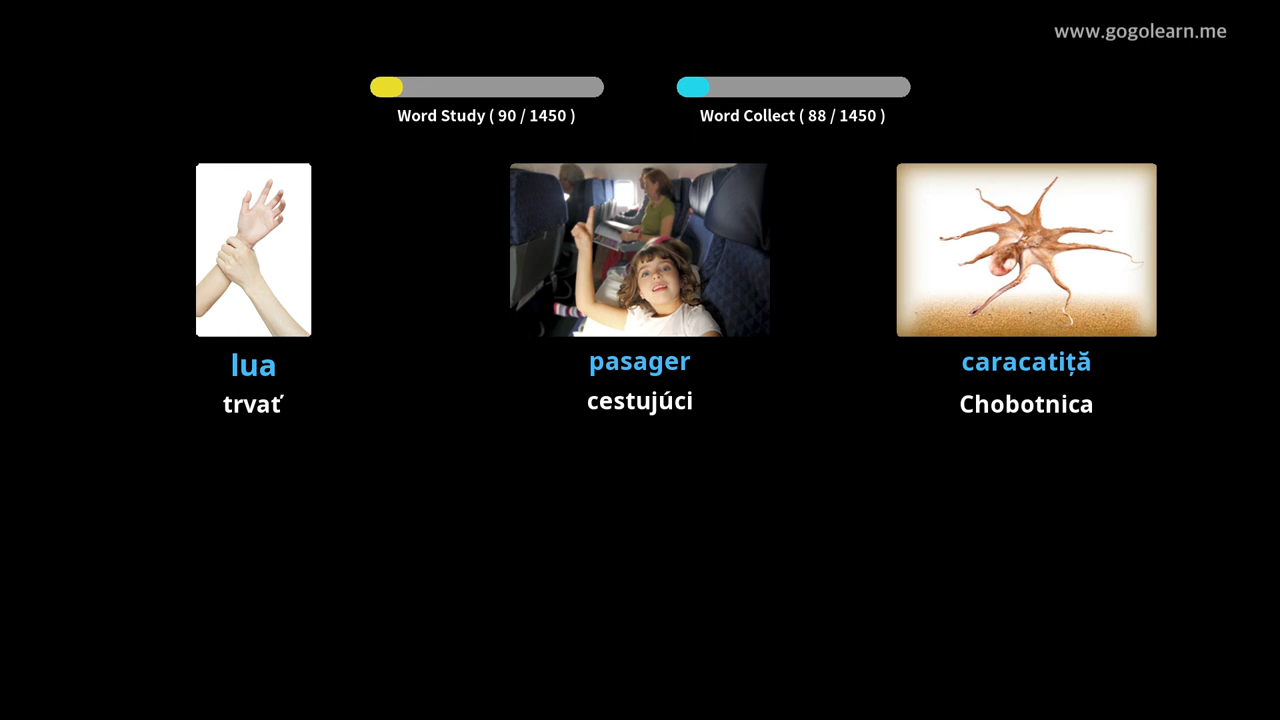 www.gogolearn.me
Word Study ( 90 / 1450 )
Word Collect ( 88 / 1450 )
lua
trvať
pasager
cestujúci
caracatiță
Chobotnica